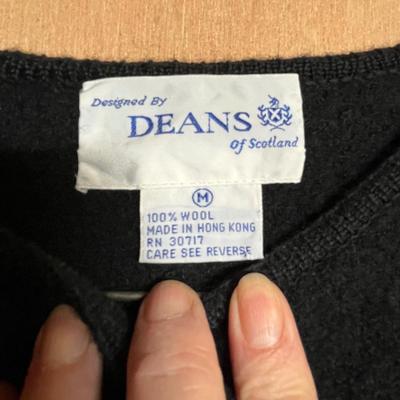 Designed By
DEANS
Of Scotland
M
100% WOOL
MADE IN HONG KONG
RN 30717
CARE SEE REVERSE